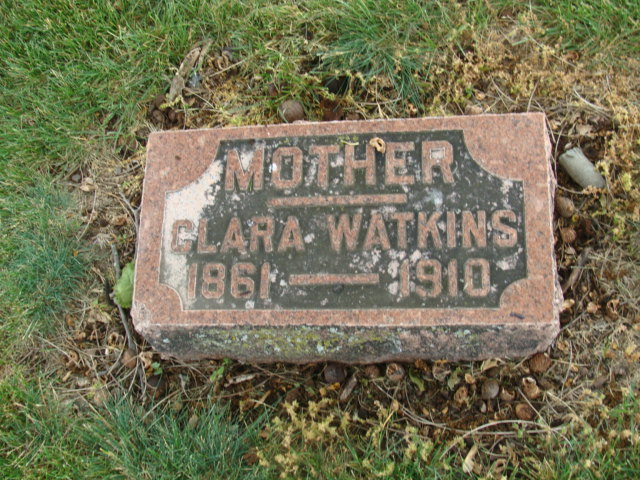 MOTHER
CLARA WATKINS
1861 — 1910